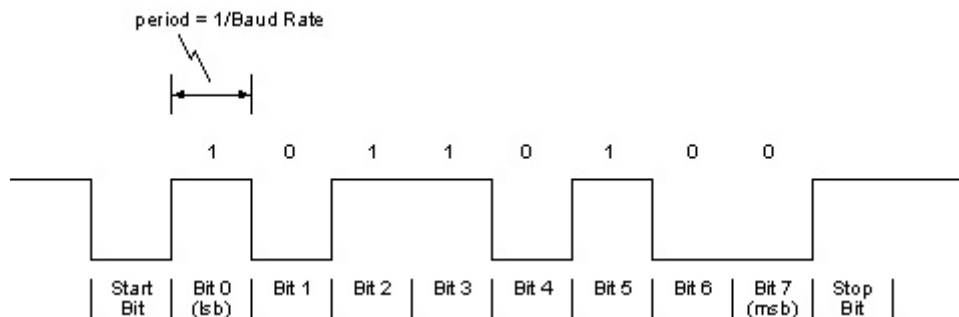 period = 1/Baud Rate
1 0 1 1 0 1 0 0
Start Bit 0 Bit 1 Bit 2 Bit 3 Bit 4 Bit 5 Bit 6 Bit 7 Stop
Bit (lsb) (msb) Bit